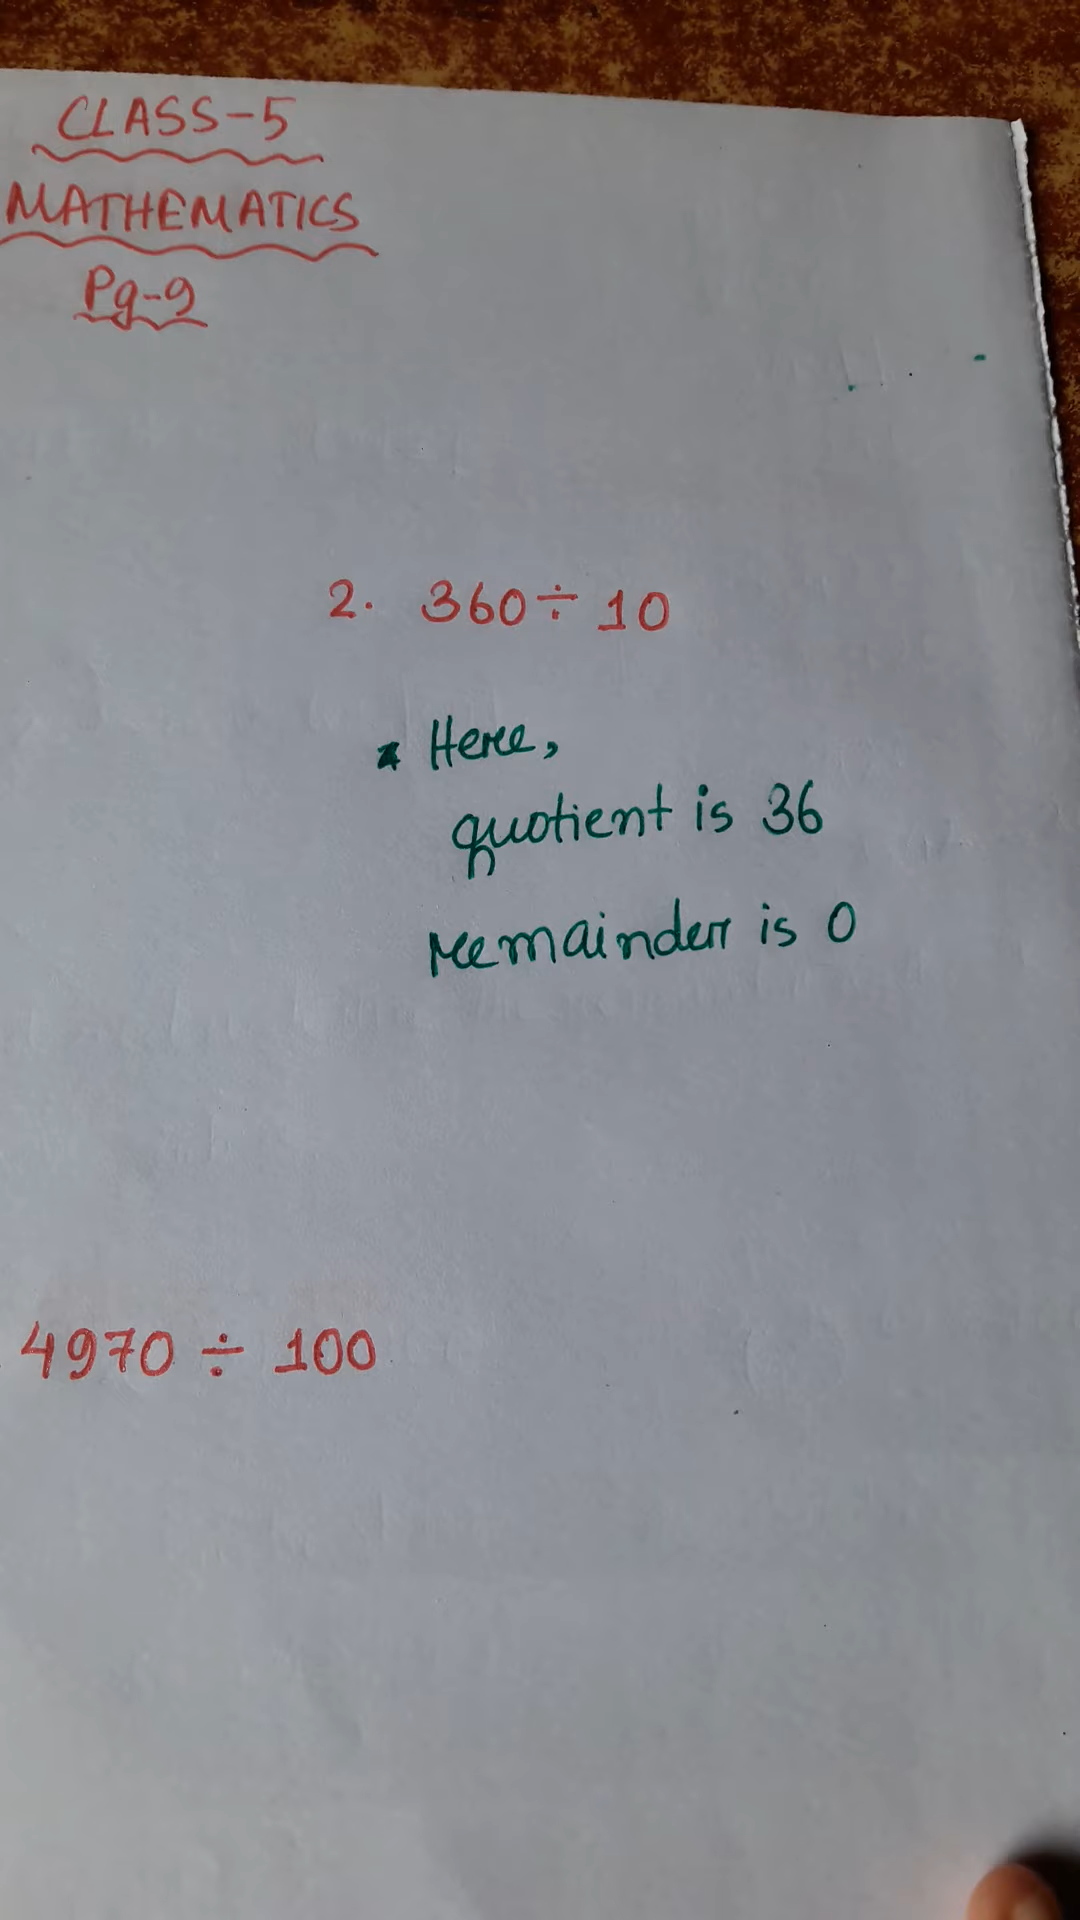 CLASS-5
MATHEMATICS
Pg-9
2. 360 ÷ 10
Here,
quotient is 36
remainder is 0
4970 ÷ 100